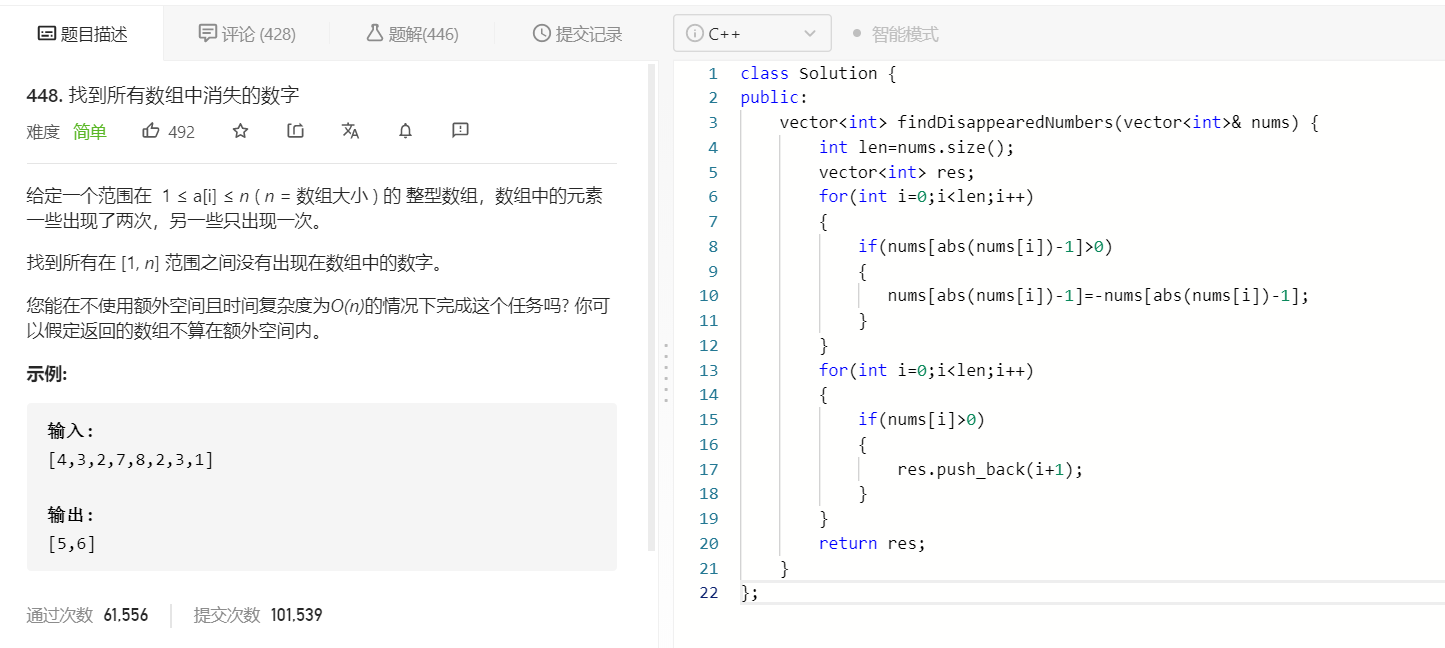 题目描述
评论 (428)
题解(446)
提交记录
C++
智能模式
448. 找到所有数组中消失的数字
难度 简单 492
给定一个范围在  1 ≤ a[i] ≤ n ( n = 数组大小 ) 的 整型数组，数组中的元素
一些出现了两次，另一些只出现一次。
找到所有在 [1, n] 范围之间没有出现在数组中的数字。
您能在不使用额外空间且时间复杂度为O(n)的情况下完成这个任务吗? 你可
以假定返回的数组不算在额外空间内。
示例:
输入:
[4,3,2,7,8,2,3,1]
输出:
[5,6]
通过次数 61,556 提交次数 101,539
1 class Solution {
2 public:
3     vector<int> findDisappearedNumbers(vector<int>& nums) {
4         int len=nums.size();
5         vector<int> res;
6         for(int i=0;i<len;i++)
7         {
8             if(nums[abs(nums[i])-1]>0)
9             {
10                nums[abs(nums[i])-1]=-nums[abs(nums[i])-1];
11            }
12        }
13        for(int i=0;i<len;i++)
14        {
15            if(nums[i]>0)
16            {
17                res.push_back(i+1);
18            }
19        }
20        return res;
21    }
22 };